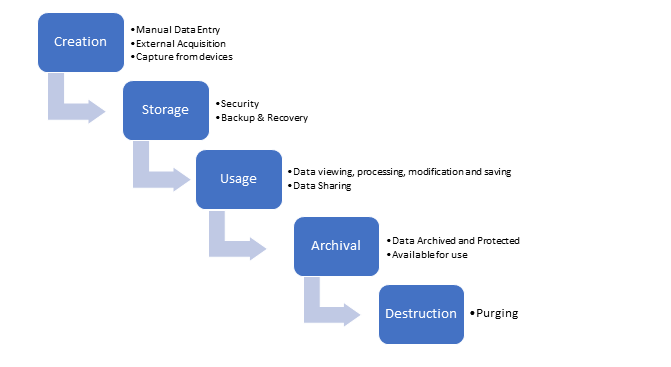 Creation
•Manual Data Entry
•External Acquisition
•Capture from devices
Storage
•Security
•Backup & Recovery
Usage
•Data viewing, processing, modification and saving
•Data Sharing
Archival
•Data Archived and Protected
•Available for use
Destruction
•Purging